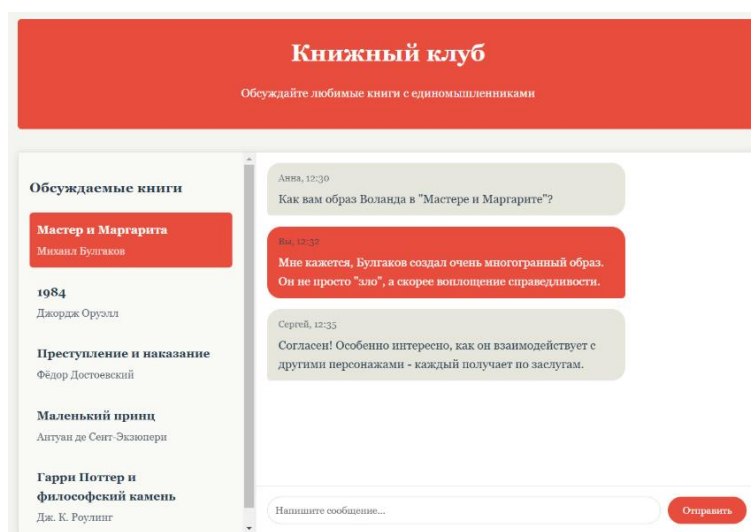 Книжный клуб
Обсуждайте любимые книги с единомышленниками
Обсуждаемые книги
Мастер и Маргарита
Михаил Булгаков
1984
Джордж Оруэлл
Преступление и наказание
Фёдор Достоевский
Маленький принц
Антуан де Сент-Экзюпери
Гарри Поттер и
философский камень
Дж. К. Роулинг
Анна, 12:30
Как вам образ Воланда в "Мастере и Маргарите"?
Вы, 12:32
Мне кажется, Булгаков создал очень многогранный образ.
Он не просто "зло", а скорее воплощение справедливости.
Сергей, 12:35
Согласен! Особенно интересно, как он взаимодействует с
другими персонажами - каждый получает по заслугам.
Напишите сообщение...
Отправить